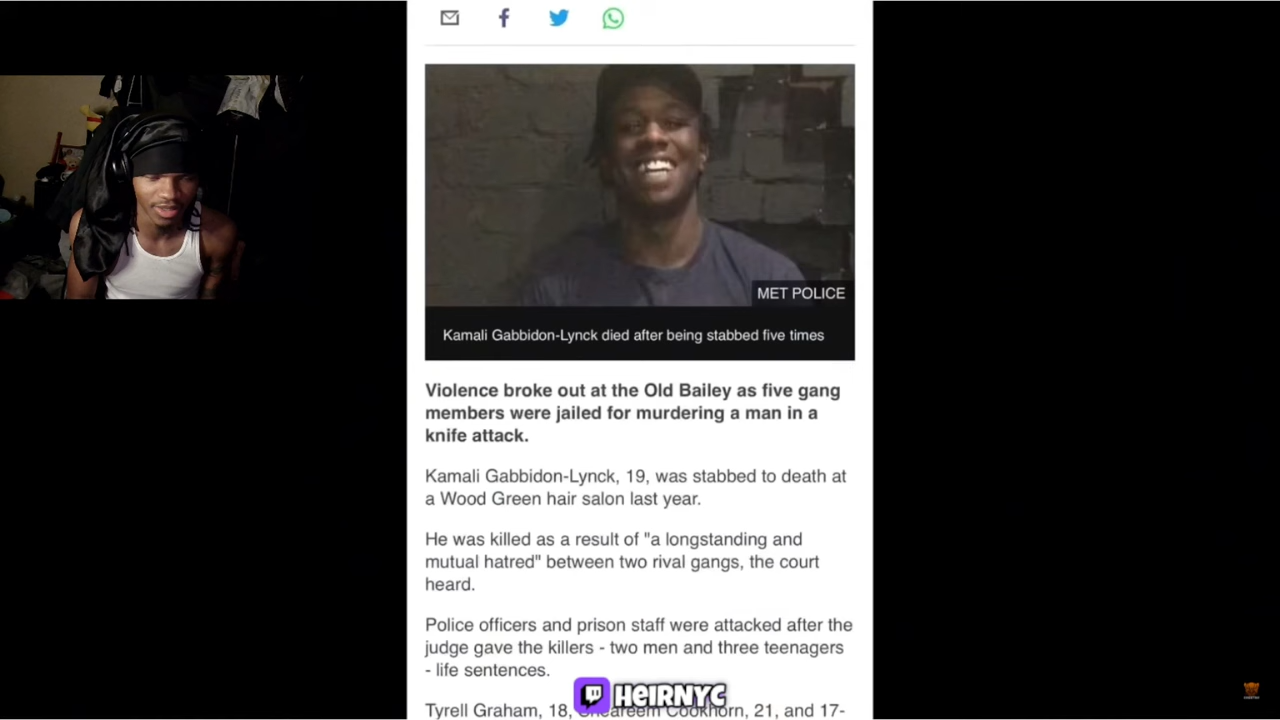 MET POLICE
Kamali Gabbidon-Lynck died after being stabbed five times
Violence broke out at the Old Bailey as five gang
members were jailed for murdering a man in a
knife attack.
Kamali Gabbidon-Lynck, 19, was stabbed to death at
a Wood Green hair salon last year.
He was killed as a result of "a longstanding and
mutual hatred" between two rival gangs, the court
heard.
Police officers and prison staff were attacked after the
judge gave the killers - two men and three teenagers
- life sentences.
HEIRNYC
Tyrell Graham, 18, Cookhorn, 21, and 17-